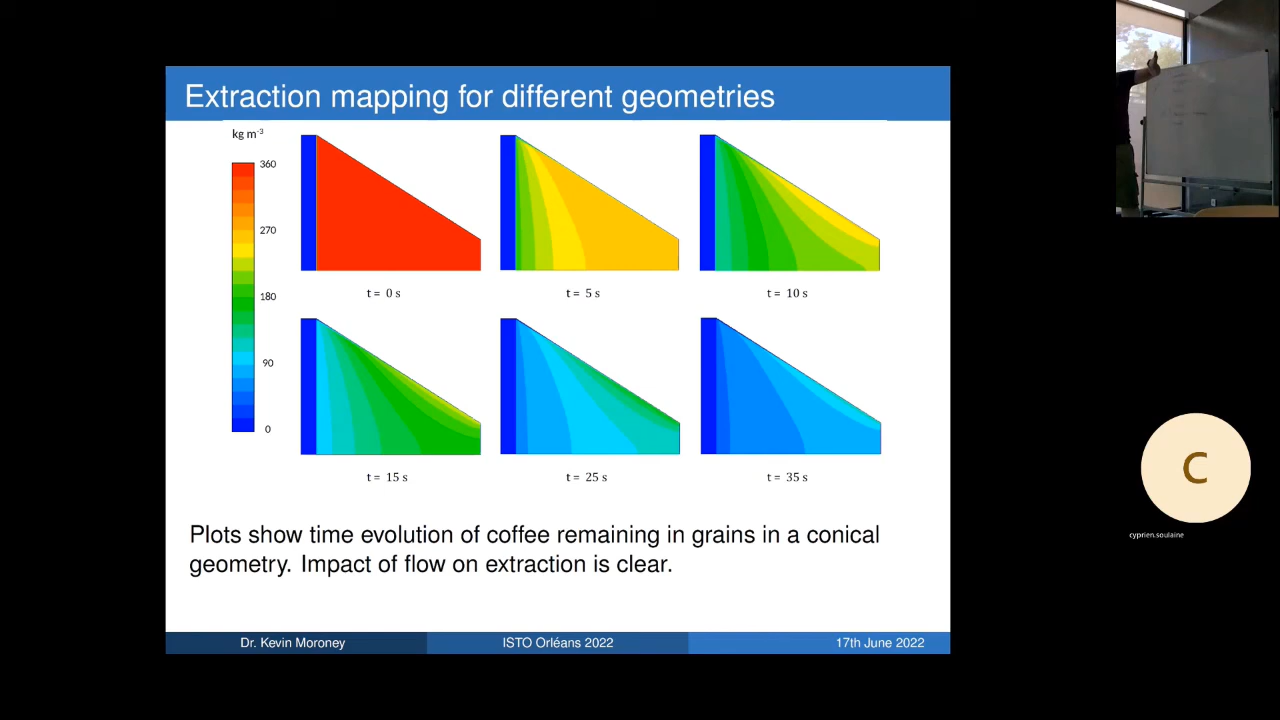 Extraction mapping for different geometries
kg m⁻³
360
270
180
90
0
t = 0 s
t = 5 s
t = 10 s
t = 15 s
t = 25 s
t = 35 s
Plots show time evolution of coffee remaining in grains in a conical
geometry. Impact of flow on extraction is clear.
Dr. Kevin Moroney
ISTO Orléans 2022
17th June 2022
C
cyprien.soulaine